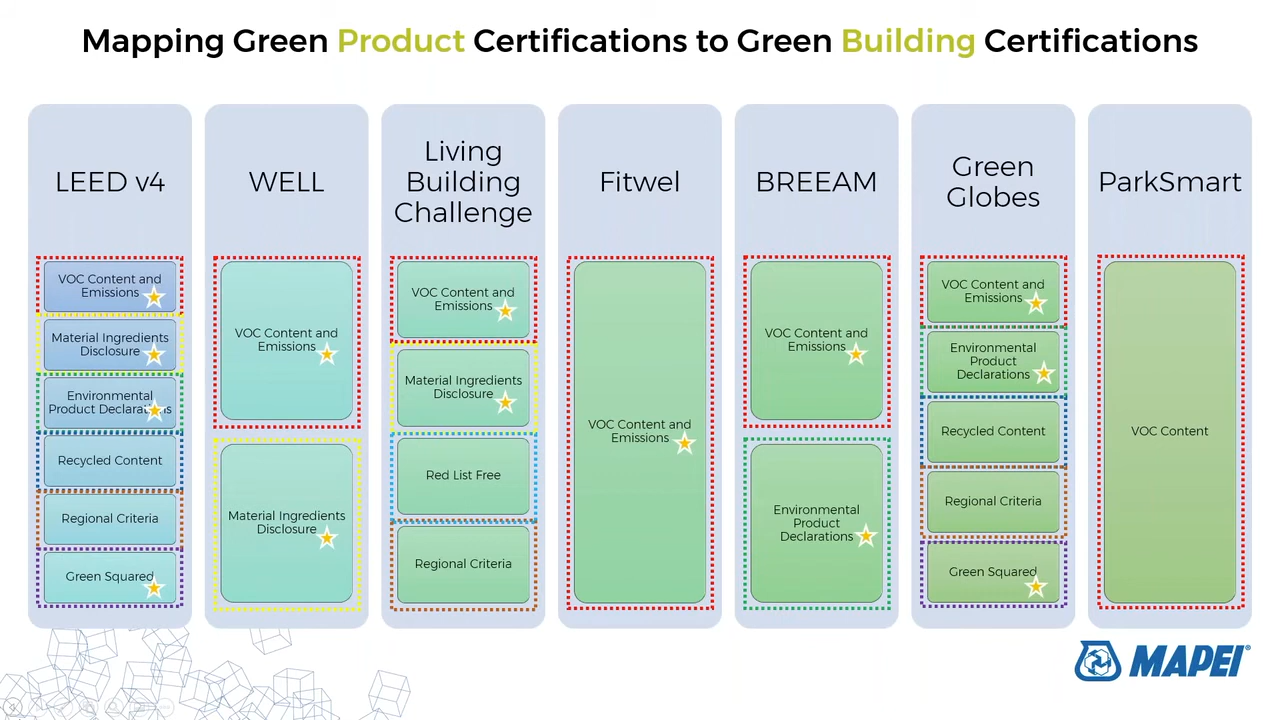 Mapping Green Product Certifications to Green Building Certifications
LEED v4
VOC Content and
Emissions
Material Ingredients
Disclosure
Environmental
Product Declarations
Recycled Content
Regional Criteria
Green Squared
WELL
VOC Content and
Emissions
Material Ingredients
Disclosure
Living
Building
Challenge
VOC Content and
Emissions
Material Ingredients
Disclosure
Red List Free
Regional Criteria
Fitwel
VOC Content and
Emissions
BREEAM
VOC Content and
Emissions
Environmental
Product
Declarations
Green
Globes
VOC Content and
Emissions
Environmental
Product
Declarations
Recycled Content
Regional Criteria
Green Squared
ParkSmart
VOC Content
MAPEI®